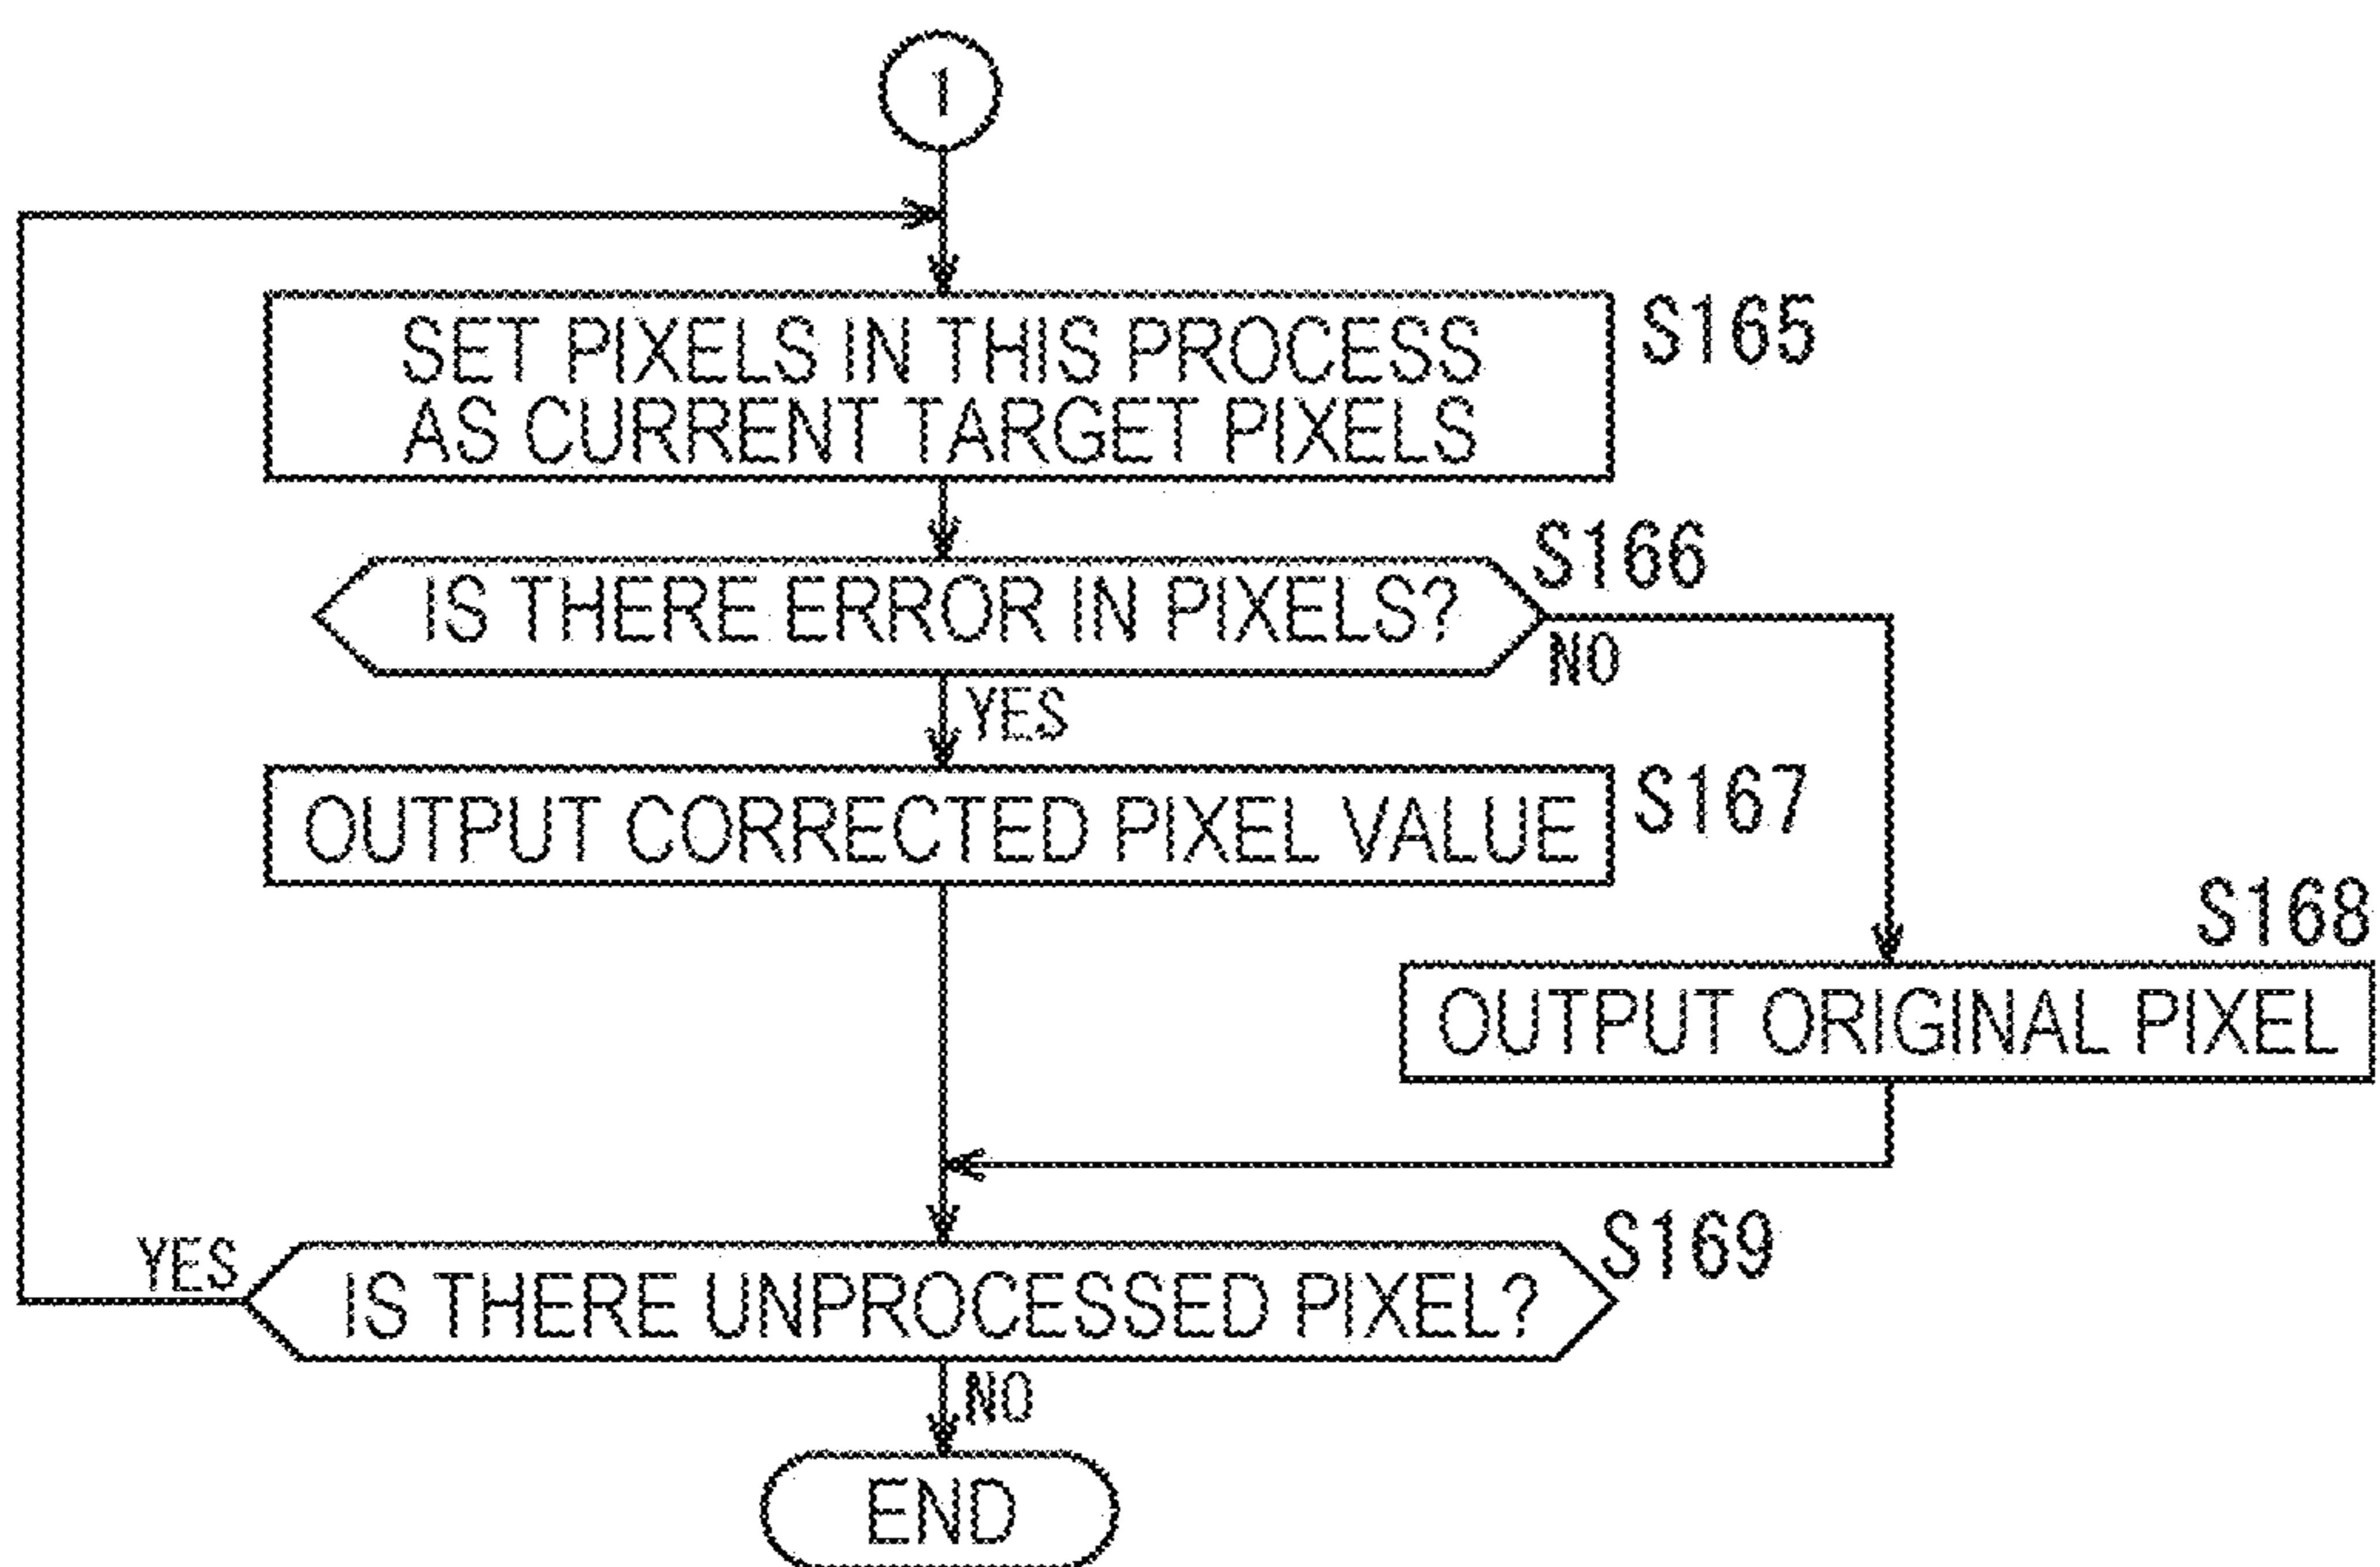 1
SET PIXELS IN THIS PROCESS
AS CURRENT TARGET PIXELS
S165
IS THERE ERROR IN PIXELS?
S166
NO
YES
OUTPUT CORRECTED PIXEL VALUE
S167
S168
OUTPUT ORIGINAL PIXEL
YES
IS THERE UNPROCESSED PIXEL?
S169
NO
END